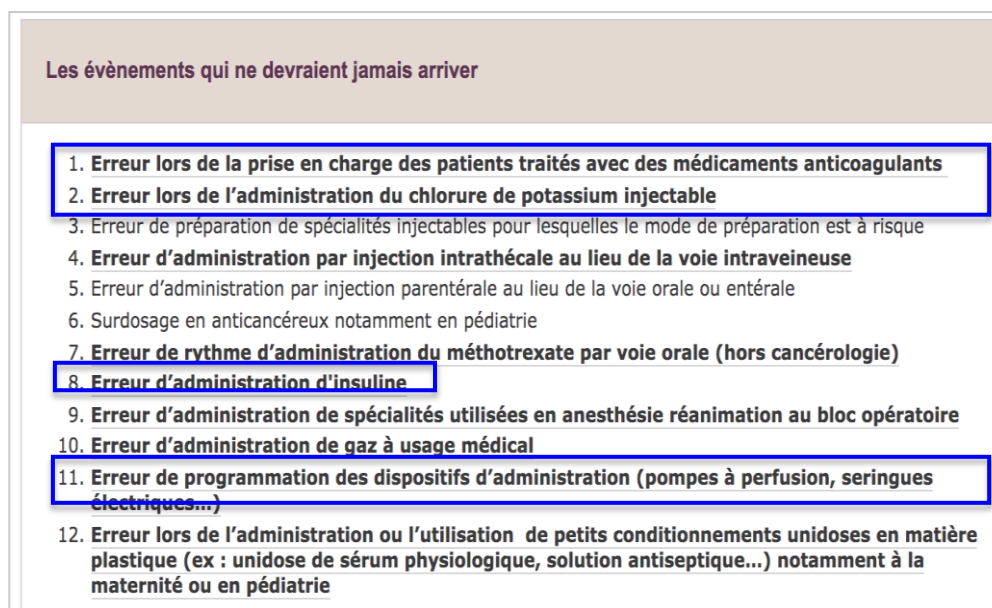 Les évènements qui ne devraient jamais arriver
1. Erreur lors de la prise en charge des patients traités avec des médicaments anticoagulants
2. Erreur lors de l’administration du chlorure de potassium injectable
3. Erreur de préparation de spécialités injectables pour lesquelles le mode de préparation est à risque
4. Erreur d’administration par injection intrathécale au lieu de la voie intraveineuse
5. Erreur d’administration par injection parentérale au lieu de la voie orale ou entérale
6. Surdosage en anticancéreux notamment en pédiatrie
7. Erreur de rythme d’administration du méthotrexate par voie orale (hors cancérologie)
8. Erreur d’administration d'insuline
9. Erreur d’administration de spécialités utilisées en anesthésie réanimation au bloc opératoire
10. Erreur d’administration de gaz à usage médical
11. Erreur de programmation des dispositifs d’administration (pompes à perfusion, seringues
électriques...)
12. Erreur lors de l’administration ou l’utilisation de petits conditionnements unidoses en matière
plastique (ex : unidose de sérum physiologique, solution antiseptique...) notamment à la
maternité ou en pédiatrie